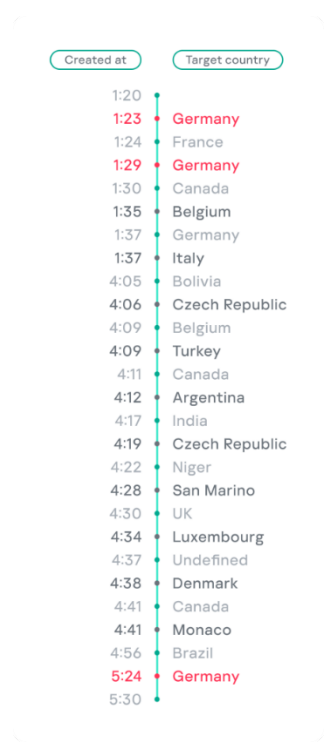 Created at Target country
1:20
1:23 Germany
1:24 France
1:29 Germany
1:30 Canada
1:35 Belgium
1:37 Germany
1:37 Italy
4:05 Bolivia
4:06 Czech Republic
4:09 Belgium
4:09 Turkey
4:11 Canada
4:12 Argentina
4:17 India
4:19 Czech Republic
4:22 Niger
4:28 San Marino
4:30 UK
4:34 Luxembourg
4:37 Undefined
4:38 Denmark
4:41 Canada
4:41 Monaco
4:56 Brazil
5:24 Germany
5:30